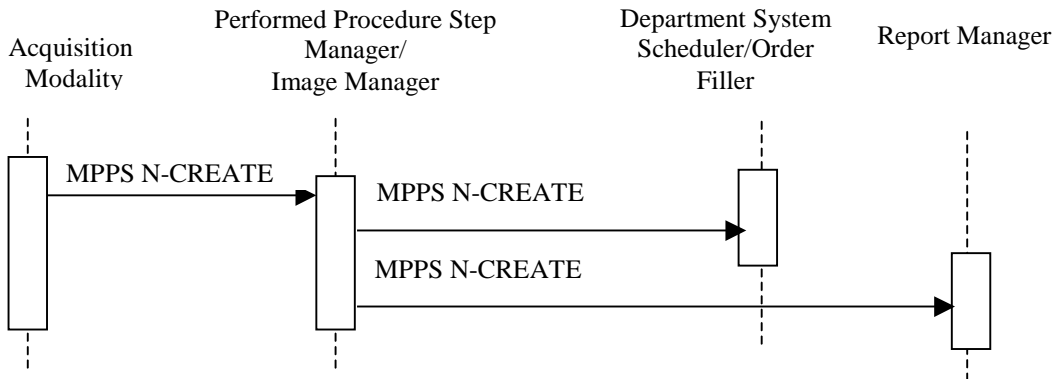 Acquisition
Modality
Performed Procedure Step
Manager/
Image Manager
Department System
Scheduler/Order
Filler
Report Manager
MPPS N-CREATE
MPPS N-CREATE
MPPS N-CREATE